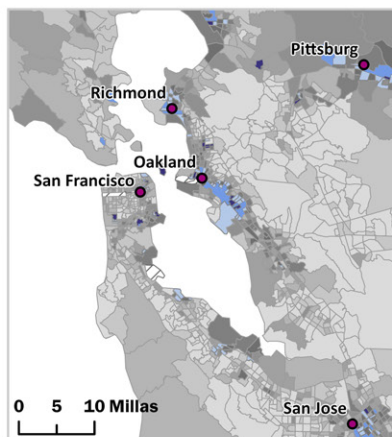 Pittsburg
Richmond
Oakland
San Francisco
0 5 10 Millas
San Jose